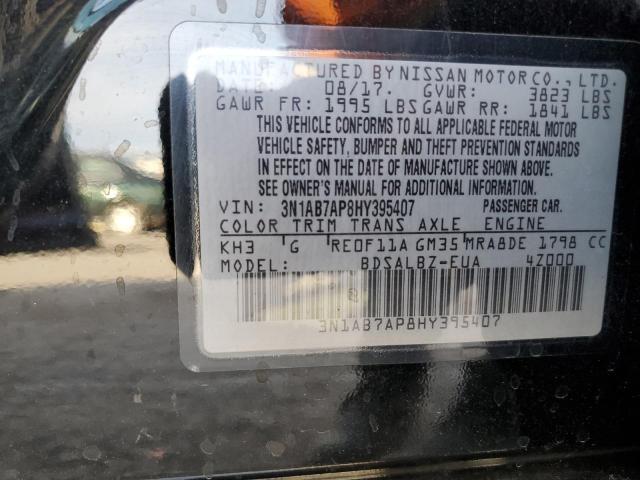 MANUFACTURED BY NISSAN MOTOR CO., LTD.
DATE: 08/17. GVWR: 3823 LBS
GAWR FR: 1995 LBS GAWR RR: 1841 LBS
THIS VEHICLE CONFORMS TO ALL APPLICABLE FEDERAL MOTOR
VEHICLE SAFETY, BUMPER AND THEFT PREVENTION STANDARDS
IN EFFECT ON THE DATE OF MANUFACTURE SHOWN ABOVE.
SEE OWNER'S MANUAL FOR ADDITIONAL INFORMATION.
VIN: 3N1AB7AP8HY395407 PASSENGER CAR.
COLOR TRIM TRANS AXLE ENGINE
KH3 G RE0F11A GM35 MRA8DE 1798 CC
MODEL: BDSALBZ-EUA 4Z000
3N1AB7AP8HY395407